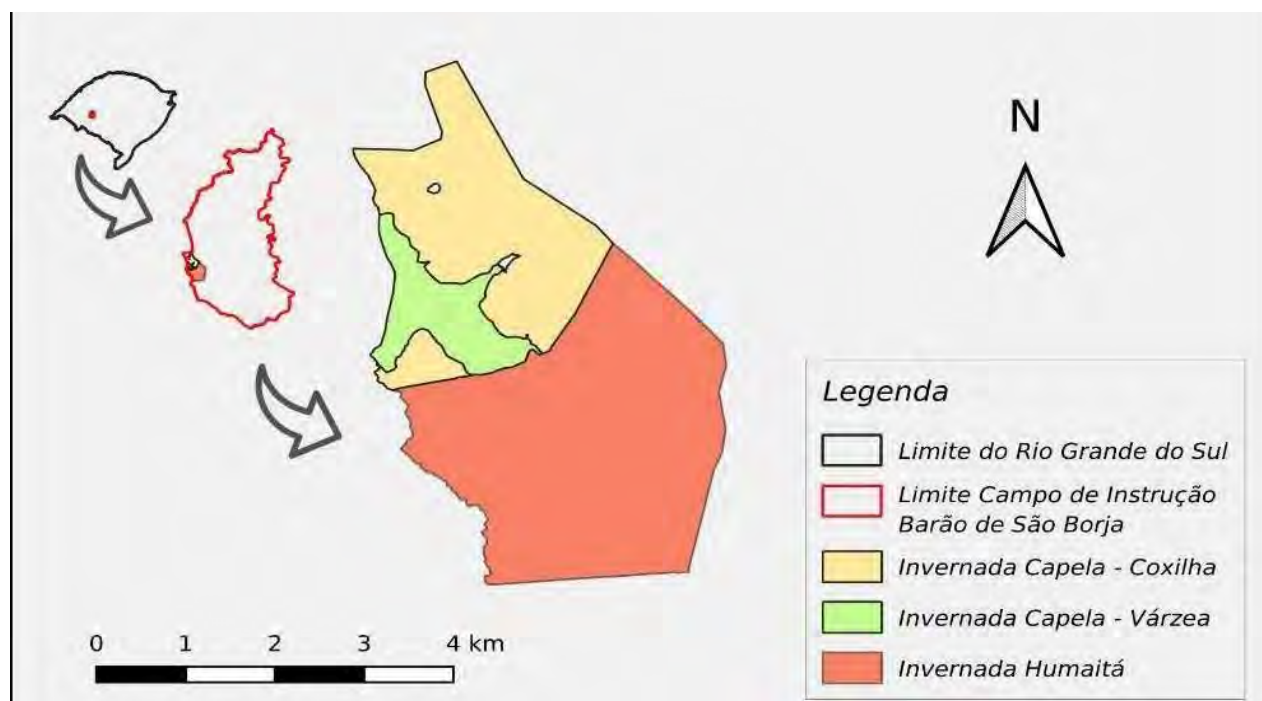 N
Legenda
Limite do Rio Grande do Sul
Limite Campo de Instrução
Barão de São Borja
Invernada Capela - Coxilha
Invernada Capela - Várzea
Invernada Humaitá
0 1 2 3 4 km